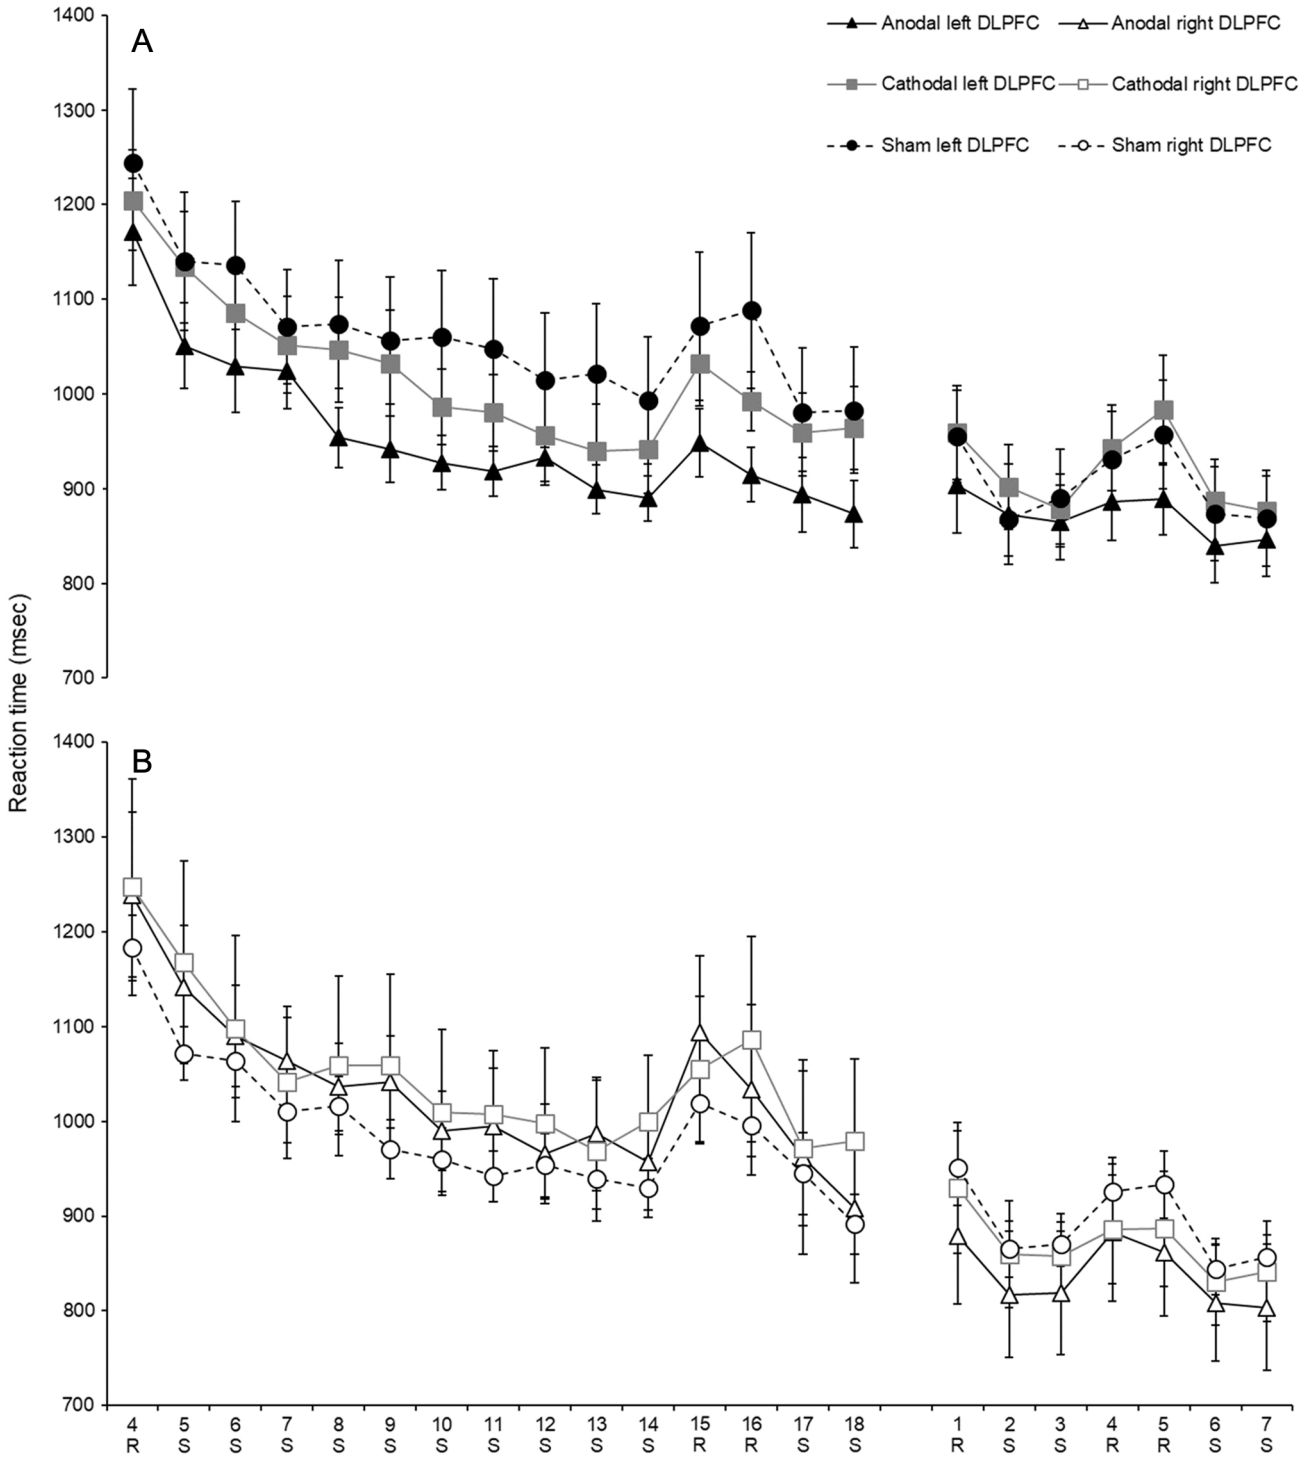 A
Anodal left DLPFC Anodal right DLPFC
Cathodal left DLPFC Cathodal right DLPFC
Sham left DLPFC Sham right DLPFC
1400
1300
1200
1100
1000
900
800
700
Reaction time (msec)
B
1400
1300
1200
1100
1000
900
800
700
4 5 6 7 8 9 10 11 12 13 14 15 16 17 18 1 2 3 4 5 6 7
R S S S S S S S S S S R R S S R S S R R S S